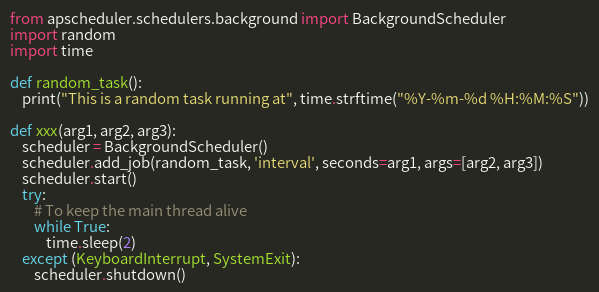 from apscheduler.schedulers.background import BackgroundScheduler
import random
import time

def random_task():
    print("This is a random task running at", time.strftime("%Y-%m-%d %H:%M:%S"))

def xxx(arg1, arg2, arg3):
    scheduler = BackgroundScheduler()
    scheduler.add_job(random_task, 'interval', seconds=arg1, args=[arg2, arg3])
    scheduler.start()
    try:
        # To keep the main thread alive
        while True:
            time.sleep(2)
    except (KeyboardInterrupt, SystemExit):
        scheduler.shutdown()